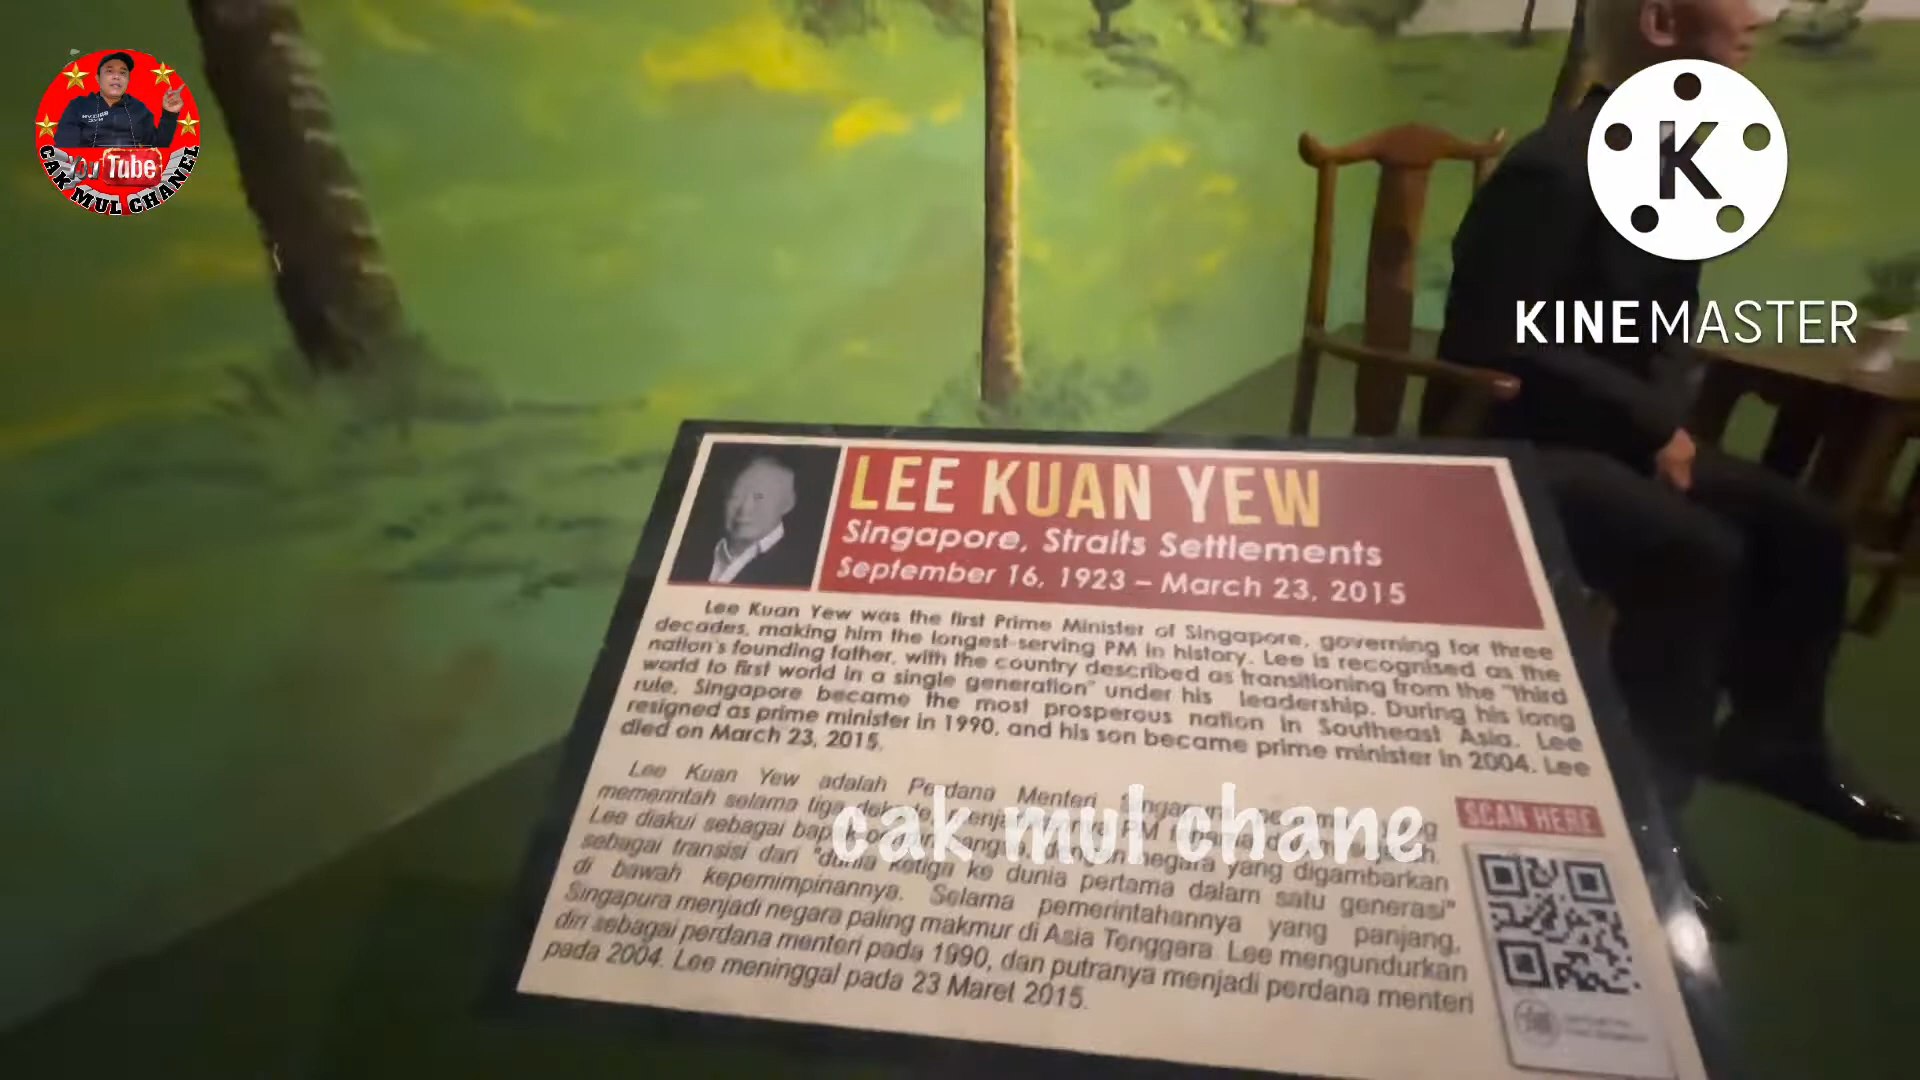 YouTube
CAK MUL CHANEL
K
KINEMASTER
LEE KUAN YEW
Singapore, Straits Settlements
September 16, 1923 – March 23, 2015
Lee Kuan Yew was the first Prime Minister of Singapore, governing for three
decades, making him the longest-serving PM in history. Lee is recognised as the
nation's founding father, with the country described as transitioning from the "third
world to first world in a single generation" under his leadership. During his long
rule, Singapore became the most prosperous nation in Southeast Asia. Lee
resigned as prime minister in 1990, and his son became prime minister in 2004. Lee
died on March 23, 2015.
Lee Kuan Yew adalah Perdana Menteri
memerintah selama tiga
Lee diakui sebagai negara yang digambarkan
sebagai transisi dari "dunia ketiga ke dunia pertama dalam satu generasi"
di bawah kepemimpinannya. Selama pemerintahannya yang panjang,
Singapura menjadi negara paling makmur di Asia Tenggara. Lee mengundurkan
diri sebagai perdana menteri pada 1990, dan putranya menjadi perdana menteri
pada 2004. Lee meninggal pada 23 Maret 2015.
cak mul chane
SCAN HERE